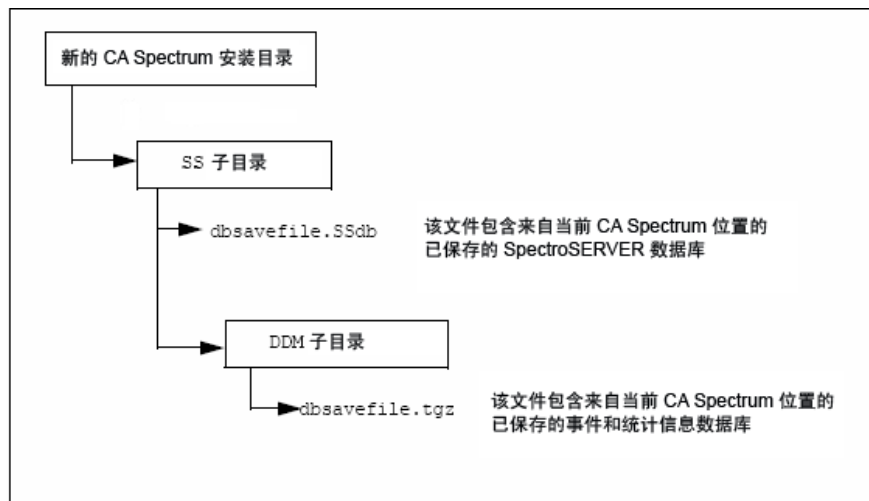 新的 CA Spectrum 安装目录
SS 子目录
dbsavefile.SSdb
该文件包含来自当前 CA Spectrum 位置的
已保存的 SpectroSERVER 数据库
DDM 子目录
dbsavefile.tgz
该文件包含来自当前 CA Spectrum 位置的
已保存的事件和统计信息数据库